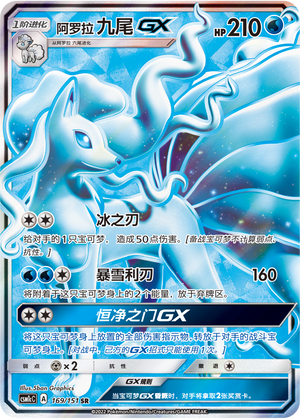 1阶进化
阿罗拉 九尾GX
HP210
从阿罗拉 六尾进化
冰之刃
给对手的1只宝可梦，造成50点伤害。[备战宝可梦不计算弱点、
抗性。]
暴雪利刃 160
将附着于这只宝可梦身上的2个能量，放于弃牌区。
恒净之门GX
将这只宝可梦身上放置的全部伤害指示物，转放于对手的战斗宝
可梦身上。[对战中，己方的GX招式只能使用1次。]
弱点 ×2 抗性 撤退
Illus. 5ban Graphics
GX规则
当宝可梦GX昏厥时，对手将拿取2张奖赏卡。
csm1cC A 169/151 SR
©2022 Pokémon/Nintendo/Creatures/GAME FREAK